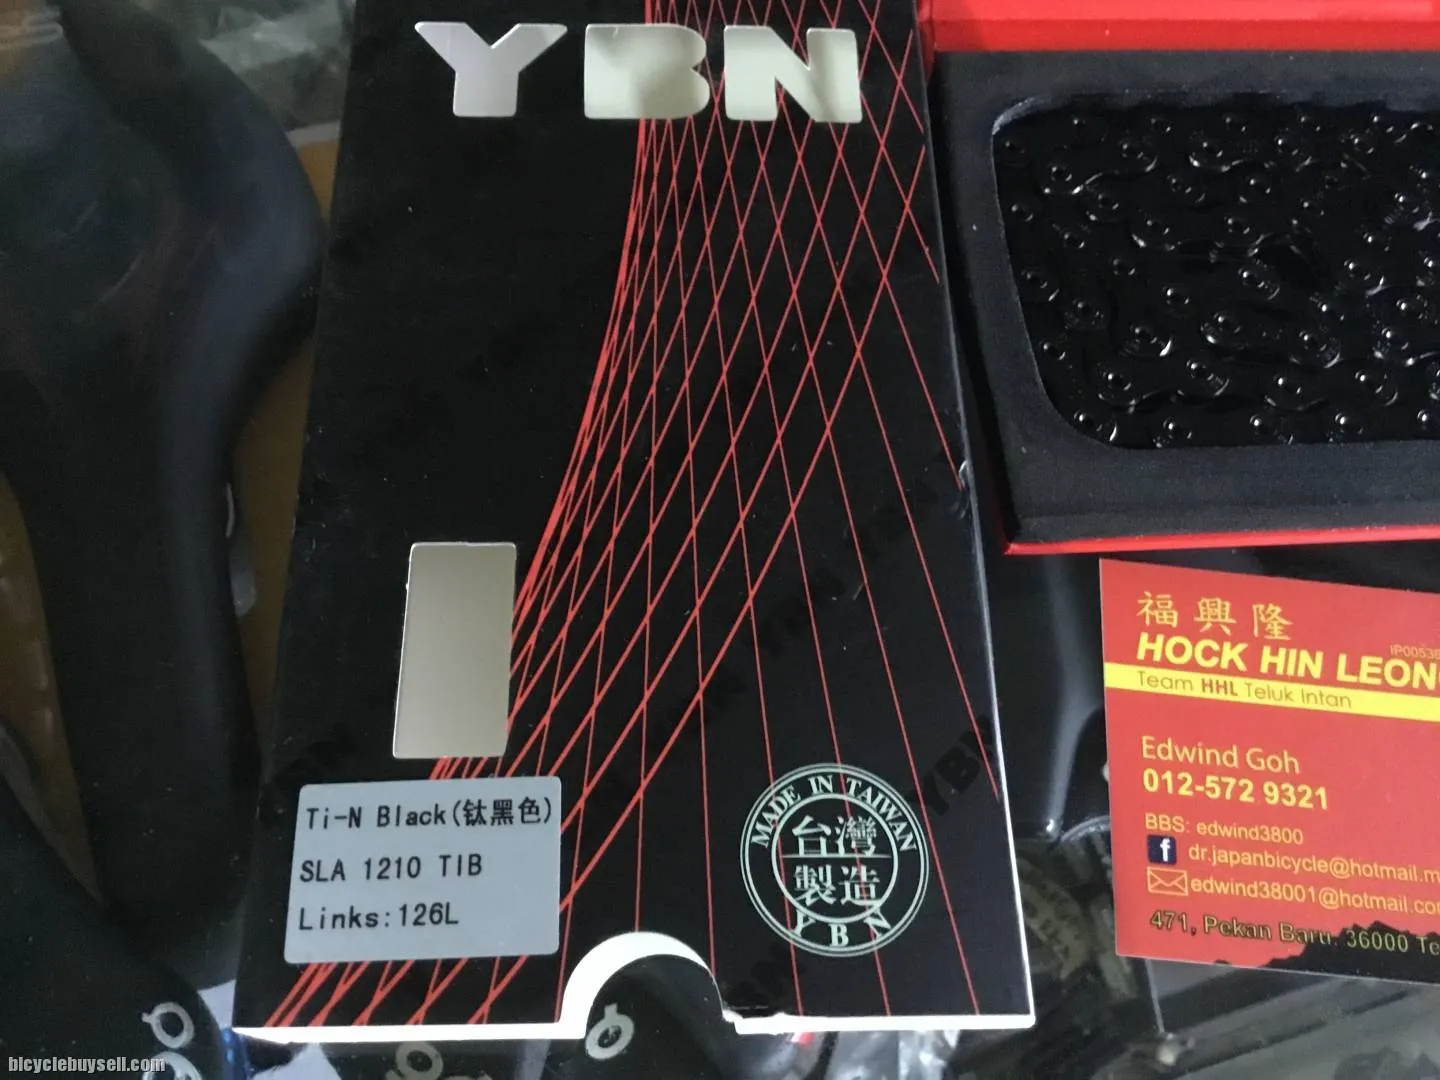 YBN
Ti-N Black(钛黑色)
SLA 1210 TIB
Links:126L
MADE IN TAIWAN
台灣
製造
YBN
福興隆
IP00536
HOCK HIN LEONG
Team HHL Teluk Intan
Edwind Goh
012-572 9321
BBS: edwind3800
f dr.japanbicycle@hotmail.
edwind38001@hotmail.co
471, Pekan Baru. 36000 Te
bicyclebuysell.com